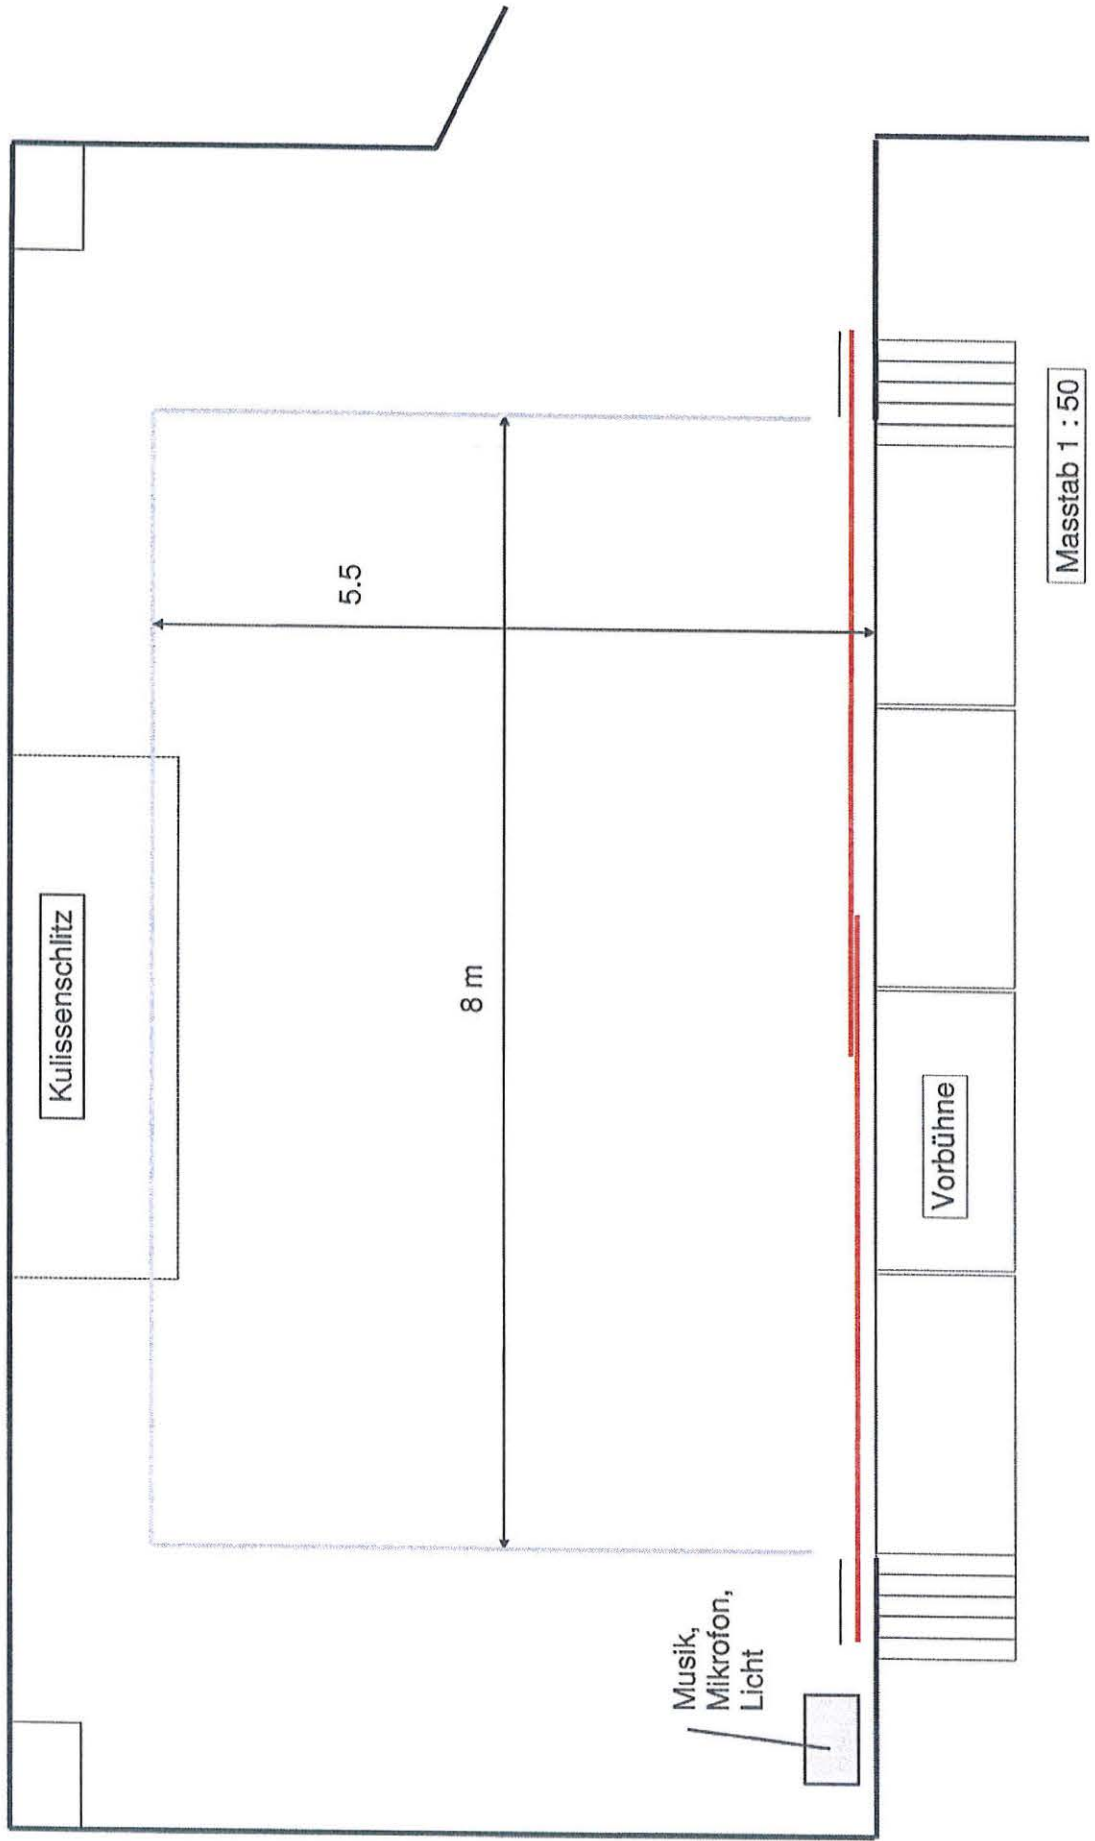 Kulissenschlitz
5.5
8 m
Musik,
Mikrofon,
Licht
Vorbühne
Masstab 1 : 50